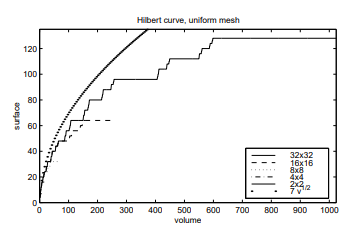 Hilbert curve, uniform mesh
120
100
80
60
40
20
0
surface
0 100 200 300 400 500 600 700 800 900 1000
volume
32x32
16x16
8x8
4x4
2x2
7 v^1/2